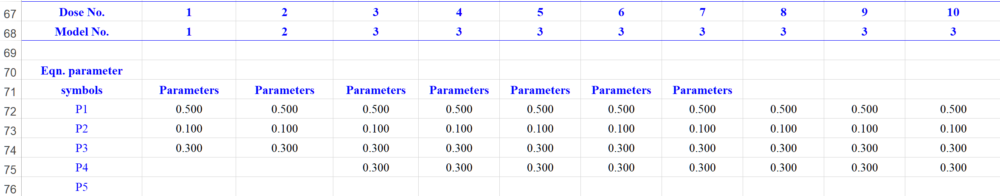 67 Dose No. 1 2 3 4 5 6 7 8 9 10
68 Model No. 1 2 3 3 3 3 3 3 3 3
69
70 Eqn. parameter
71 symbols Parameters Parameters Parameters Parameters Parameters Parameters Parameters
72 P1 0.500 0.500 0.500 0.500 0.500 0.500 0.500 0.500 0.500 0.500
73 P2 0.100 0.100 0.100 0.100 0.100 0.100 0.100 0.100 0.100 0.100
74 P3 0.300 0.300 0.300 0.300 0.300 0.300 0.300 0.300 0.300 0.300
75 P4 0.300 0.300 0.300 0.300 0.300 0.300 0.300 0.300
76 P5